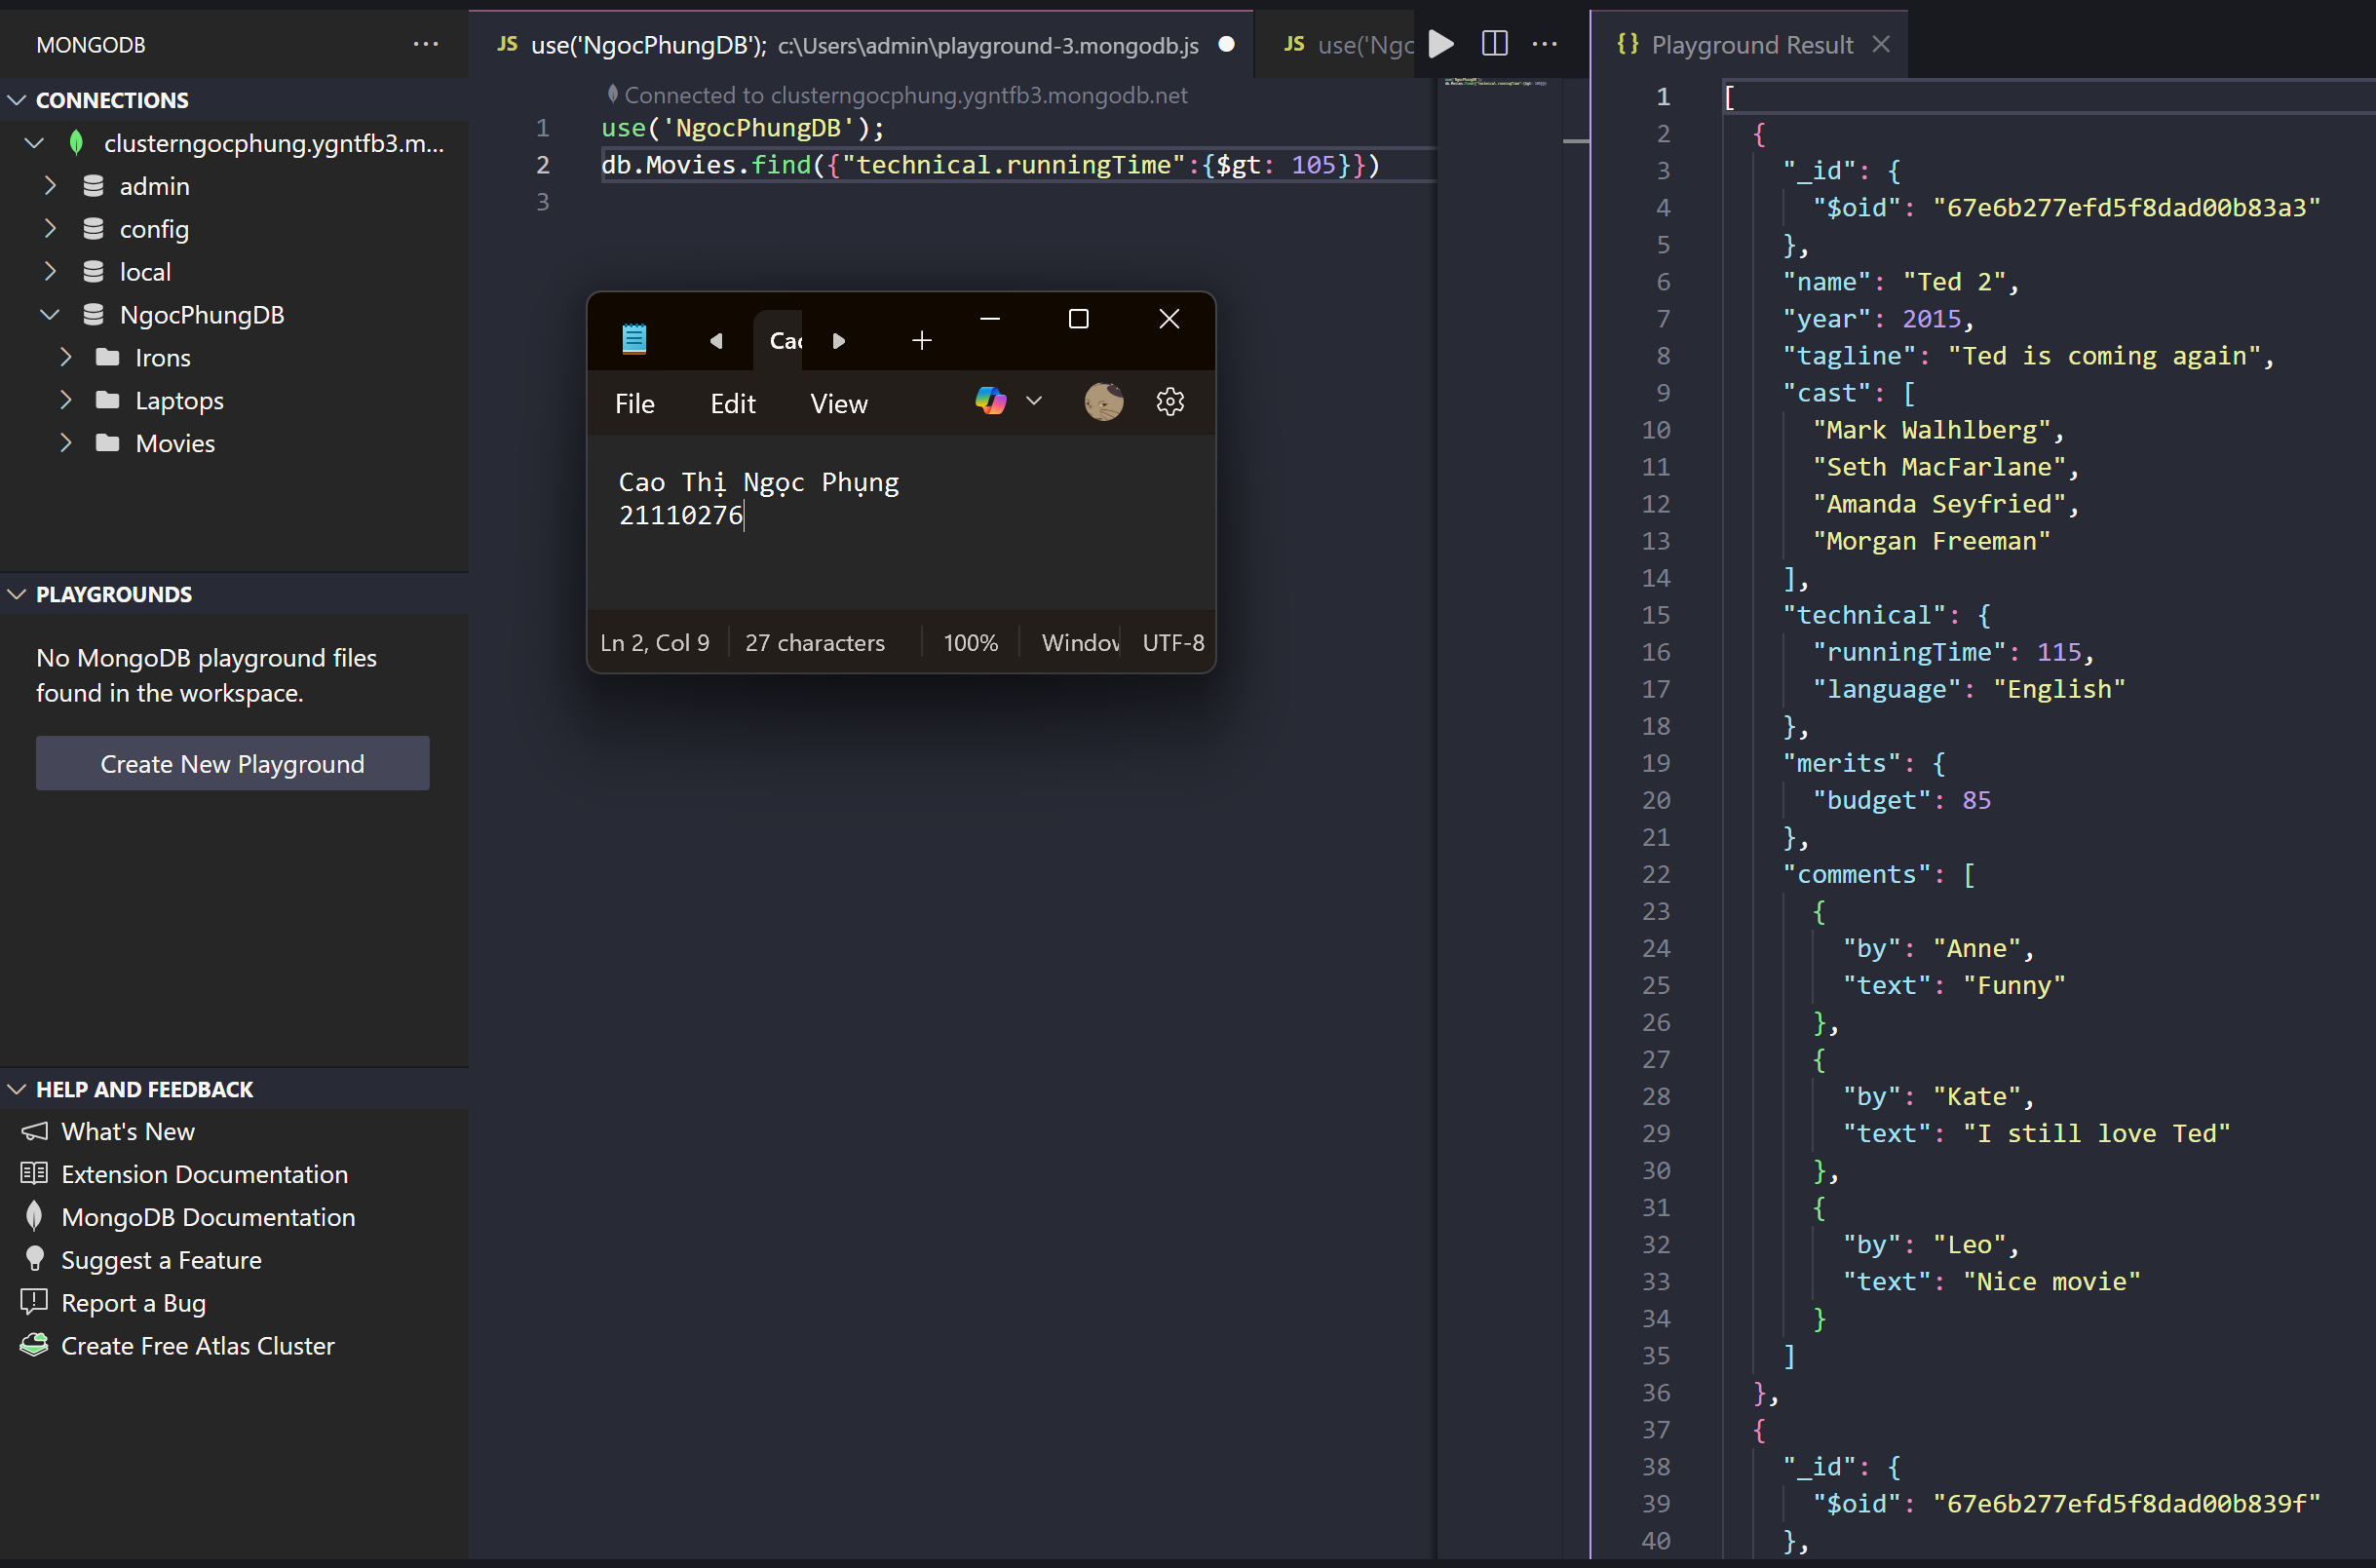 MONGODB
CONNECTIONS
clusterngocphung.ygntfb3.m...
admin
config
local
NgocPhungDB
Irons
Laptops
Movies
PLAYGROUNDS
No MongoDB playground files
found in the workspace.
Create New Playground
HELP AND FEEDBACK
What's New
Extension Documentation
MongoDB Documentation
Suggest a Feature
Report a Bug
Create Free Atlas Cluster
JS use('NgocPhungDB'); c:\Users\admin\playground-3.mongodb.js
JS use('Ngc
Connected to clusterngocphung.ygntfb3.mongodb.net
1 use('NgocPhungDB');
2 db.Movies.find({"technical.runningTime":{$gt: 105}})
3
Cao
File Edit View
Cao Thị Ngọc Phụng
21110276
Ln 2, Col 9 27 characters 100% Window UTF-8
{} Playground Result
1 [
2 {
3 "_id": {
4 "$oid": "67e6b277efd5f8dad00b83a3"
5 },
6 "name": "Ted 2",
7 "year": 2015,
8 "tagline": "Ted is coming again",
9 "cast": [
10 "Mark Walhlberg",
11 "Seth MacFarlane",
12 "Amanda Seyfried",
13 "Morgan Freeman"
14 ],
15 "technical": {
16 "runningTime": 115,
17 "language": "English"
18 },
19 "merits": {
20 "budget": 85
21 },
22 "comments": [
23 {
24 "by": "Anne",
25 "text": "Funny"
26 },
27 {
28 "by": "Kate",
29 "text": "I still love Ted"
30 },
31 {
32 "by": "Leo",
33 "text": "Nice movie"
34 }
35 ]
36 },
37 {
38 "_id": {
39 "$oid": "67e6b277efd5f8dad00b839f"
40 },